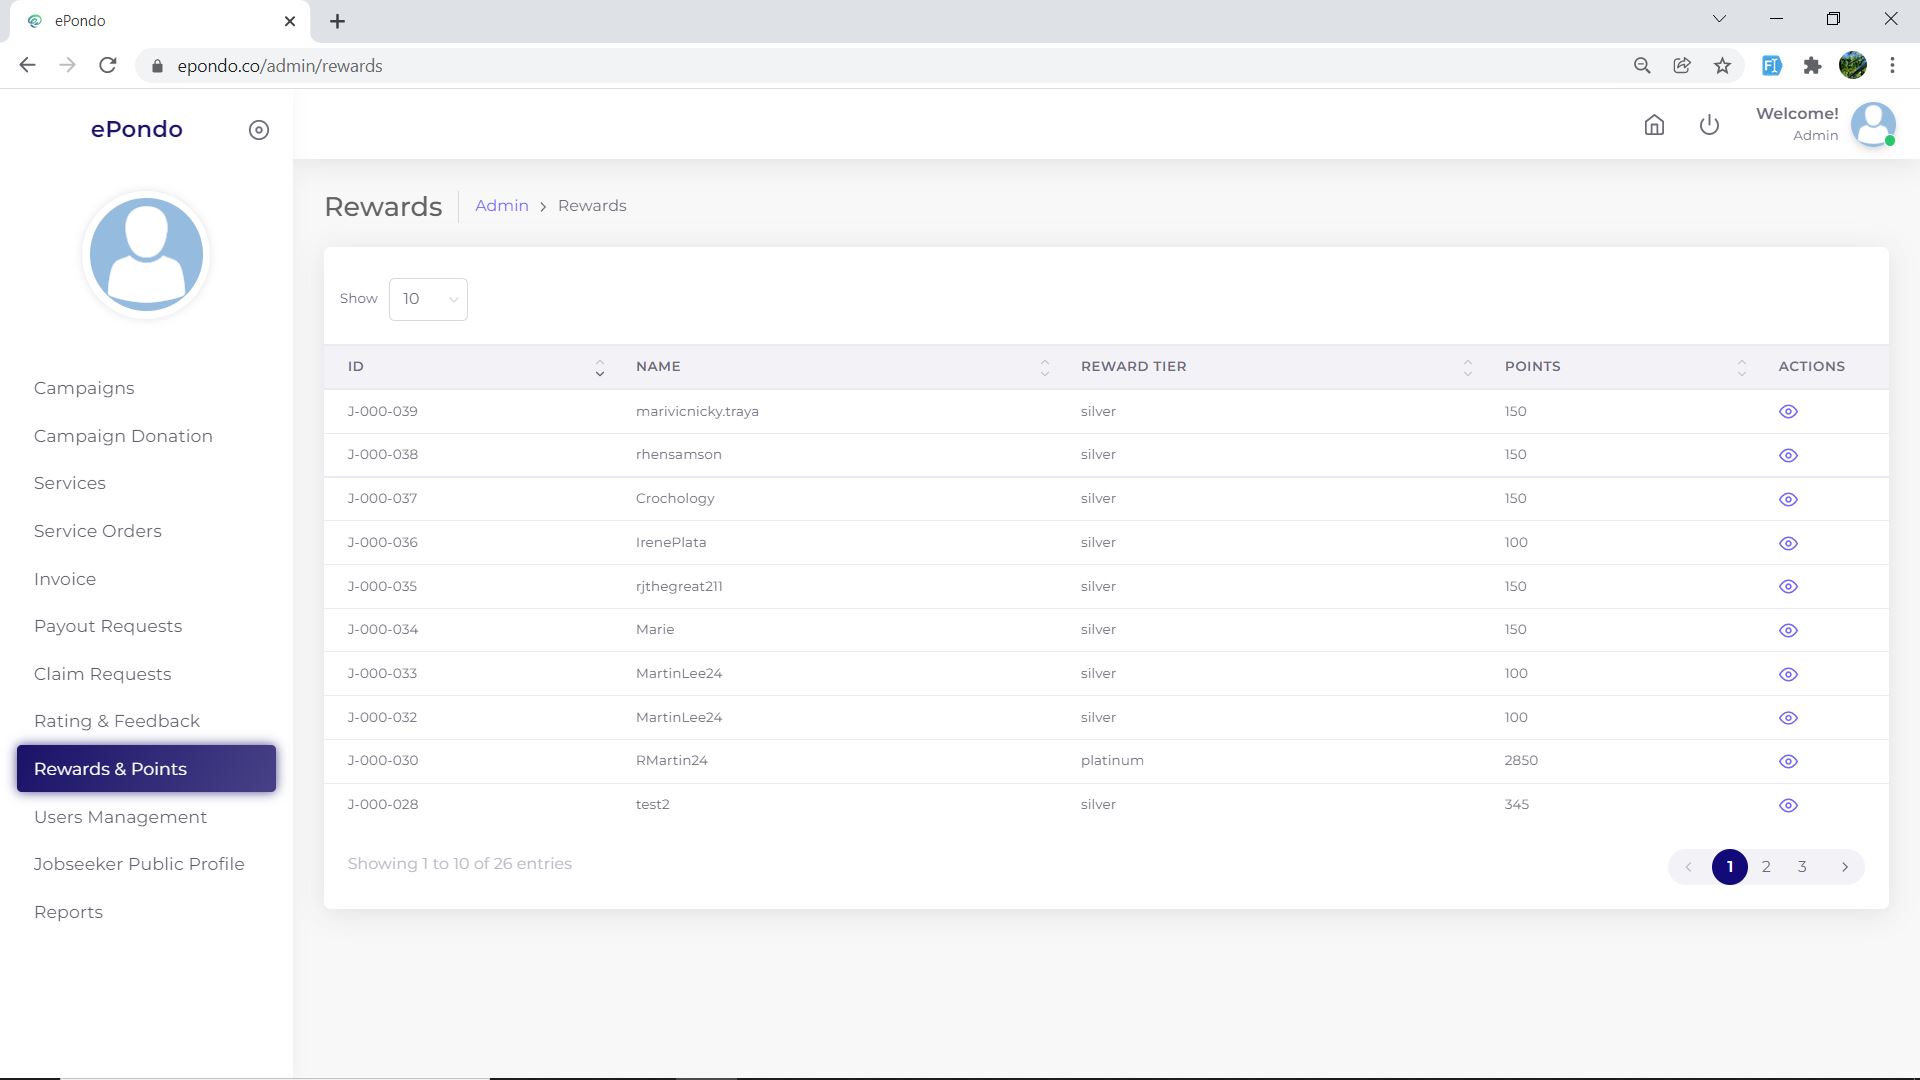 ePondo
epondo.co/admin/rewards
ePondo
Welcome!
Admin
Rewards
Admin > Rewards
Show 10
ID NAME REWARD TIER POINTS ACTIONS
J-000-039 marivicnicky.traya silver 150
J-000-038 rhensamson silver 150
J-000-037 Crochology silver 150
J-000-036 IrenePlata silver 100
J-000-035 rjthegreat211 silver 150
J-000-034 Marie silver 150
J-000-033 MartinLee24 silver 100
J-000-032 MartinLee24 silver 100
J-000-030 RMartin24 platinum 2850
J-000-028 test2 silver 345
Showing 1 to 10 of 26 entries
< 1 2 3 >
Campaigns
Campaign Donation
Services
Service Orders
Invoice
Payout Requests
Claim Requests
Rating & Feedback
Rewards & Points
Users Management
Jobseeker Public Profile
Reports